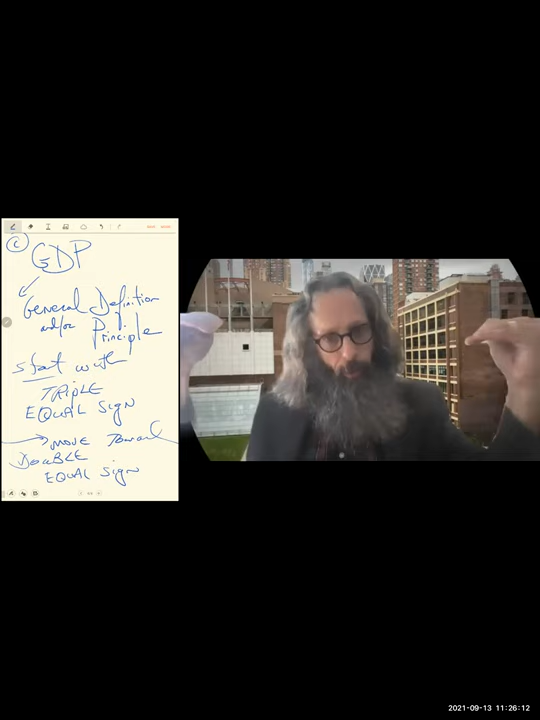 C
GDP
General Definition
and/or
Principle
start with
TRIPLE
EQUAL SIGN
→ MOVE Toward
DOUBLE
EQUAL SIGN
2021-09-13 11:26:12